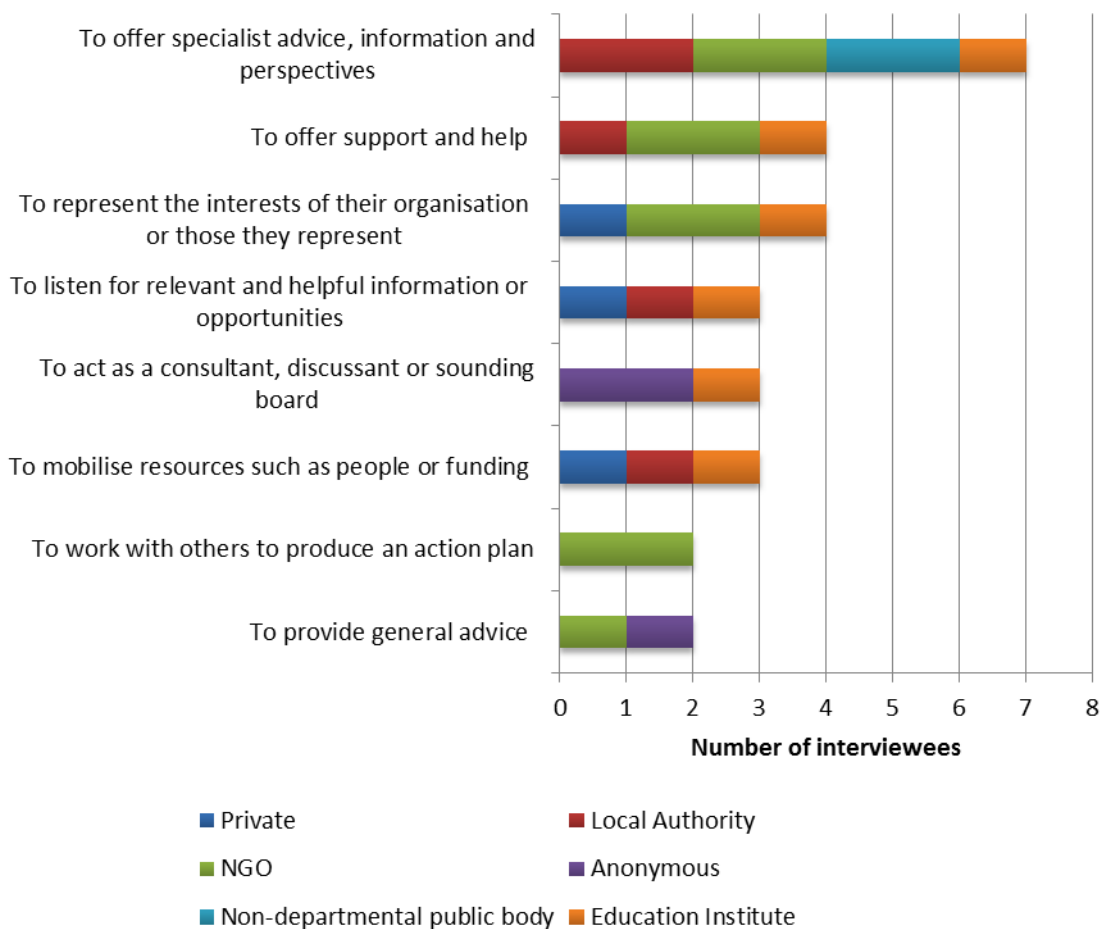 To offer specialist advice, information and
perspectives
To offer support and help
To represent the interests of their organisation
or those they represent
To listen for relevant and helpful information or
opportunities
To act as a consultant, discussant or sounding
board
To mobilise resources such as people or funding
To work with others to produce an action plan
To provide general advice
0 1 2 3 4 5 6 7 8
Number of interviewees
Private Local Authority
NGO Anonymous
Non-departmental public body Education Institute